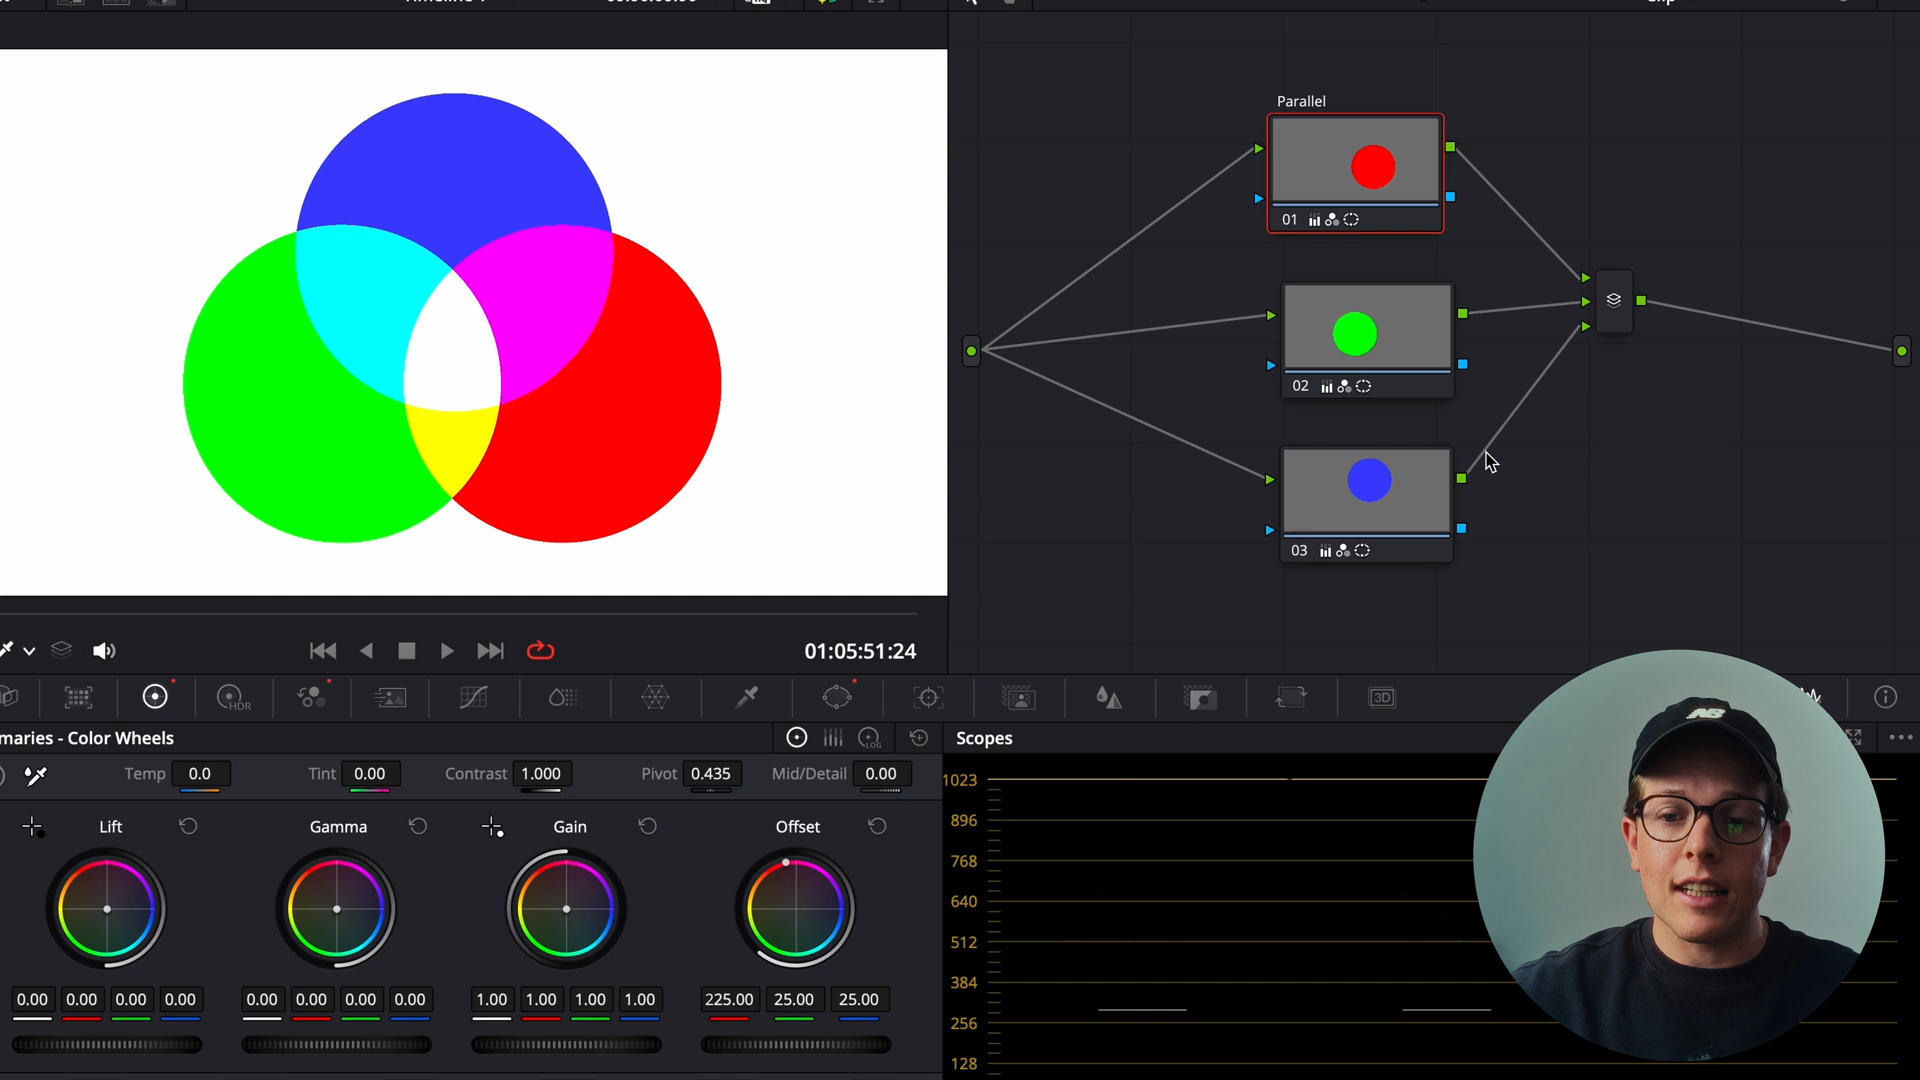 Parallel
01
02
03
01:05:51:24
HDR
3D
maries - Color Wheels
LOG
Scopes
Temp 0.0 Tint 0.00 Contrast 1.000 Pivot 0.435 Mid/Detail 0.00
Lift Gamma Gain Offset
0.00 0.00 0.00 0.00 0.00 0.00 0.00 0.00 1.00 1.00 1.00 1.00 225.00 25.00 25.00
1023
896
768
640
512
384
256
128
NB